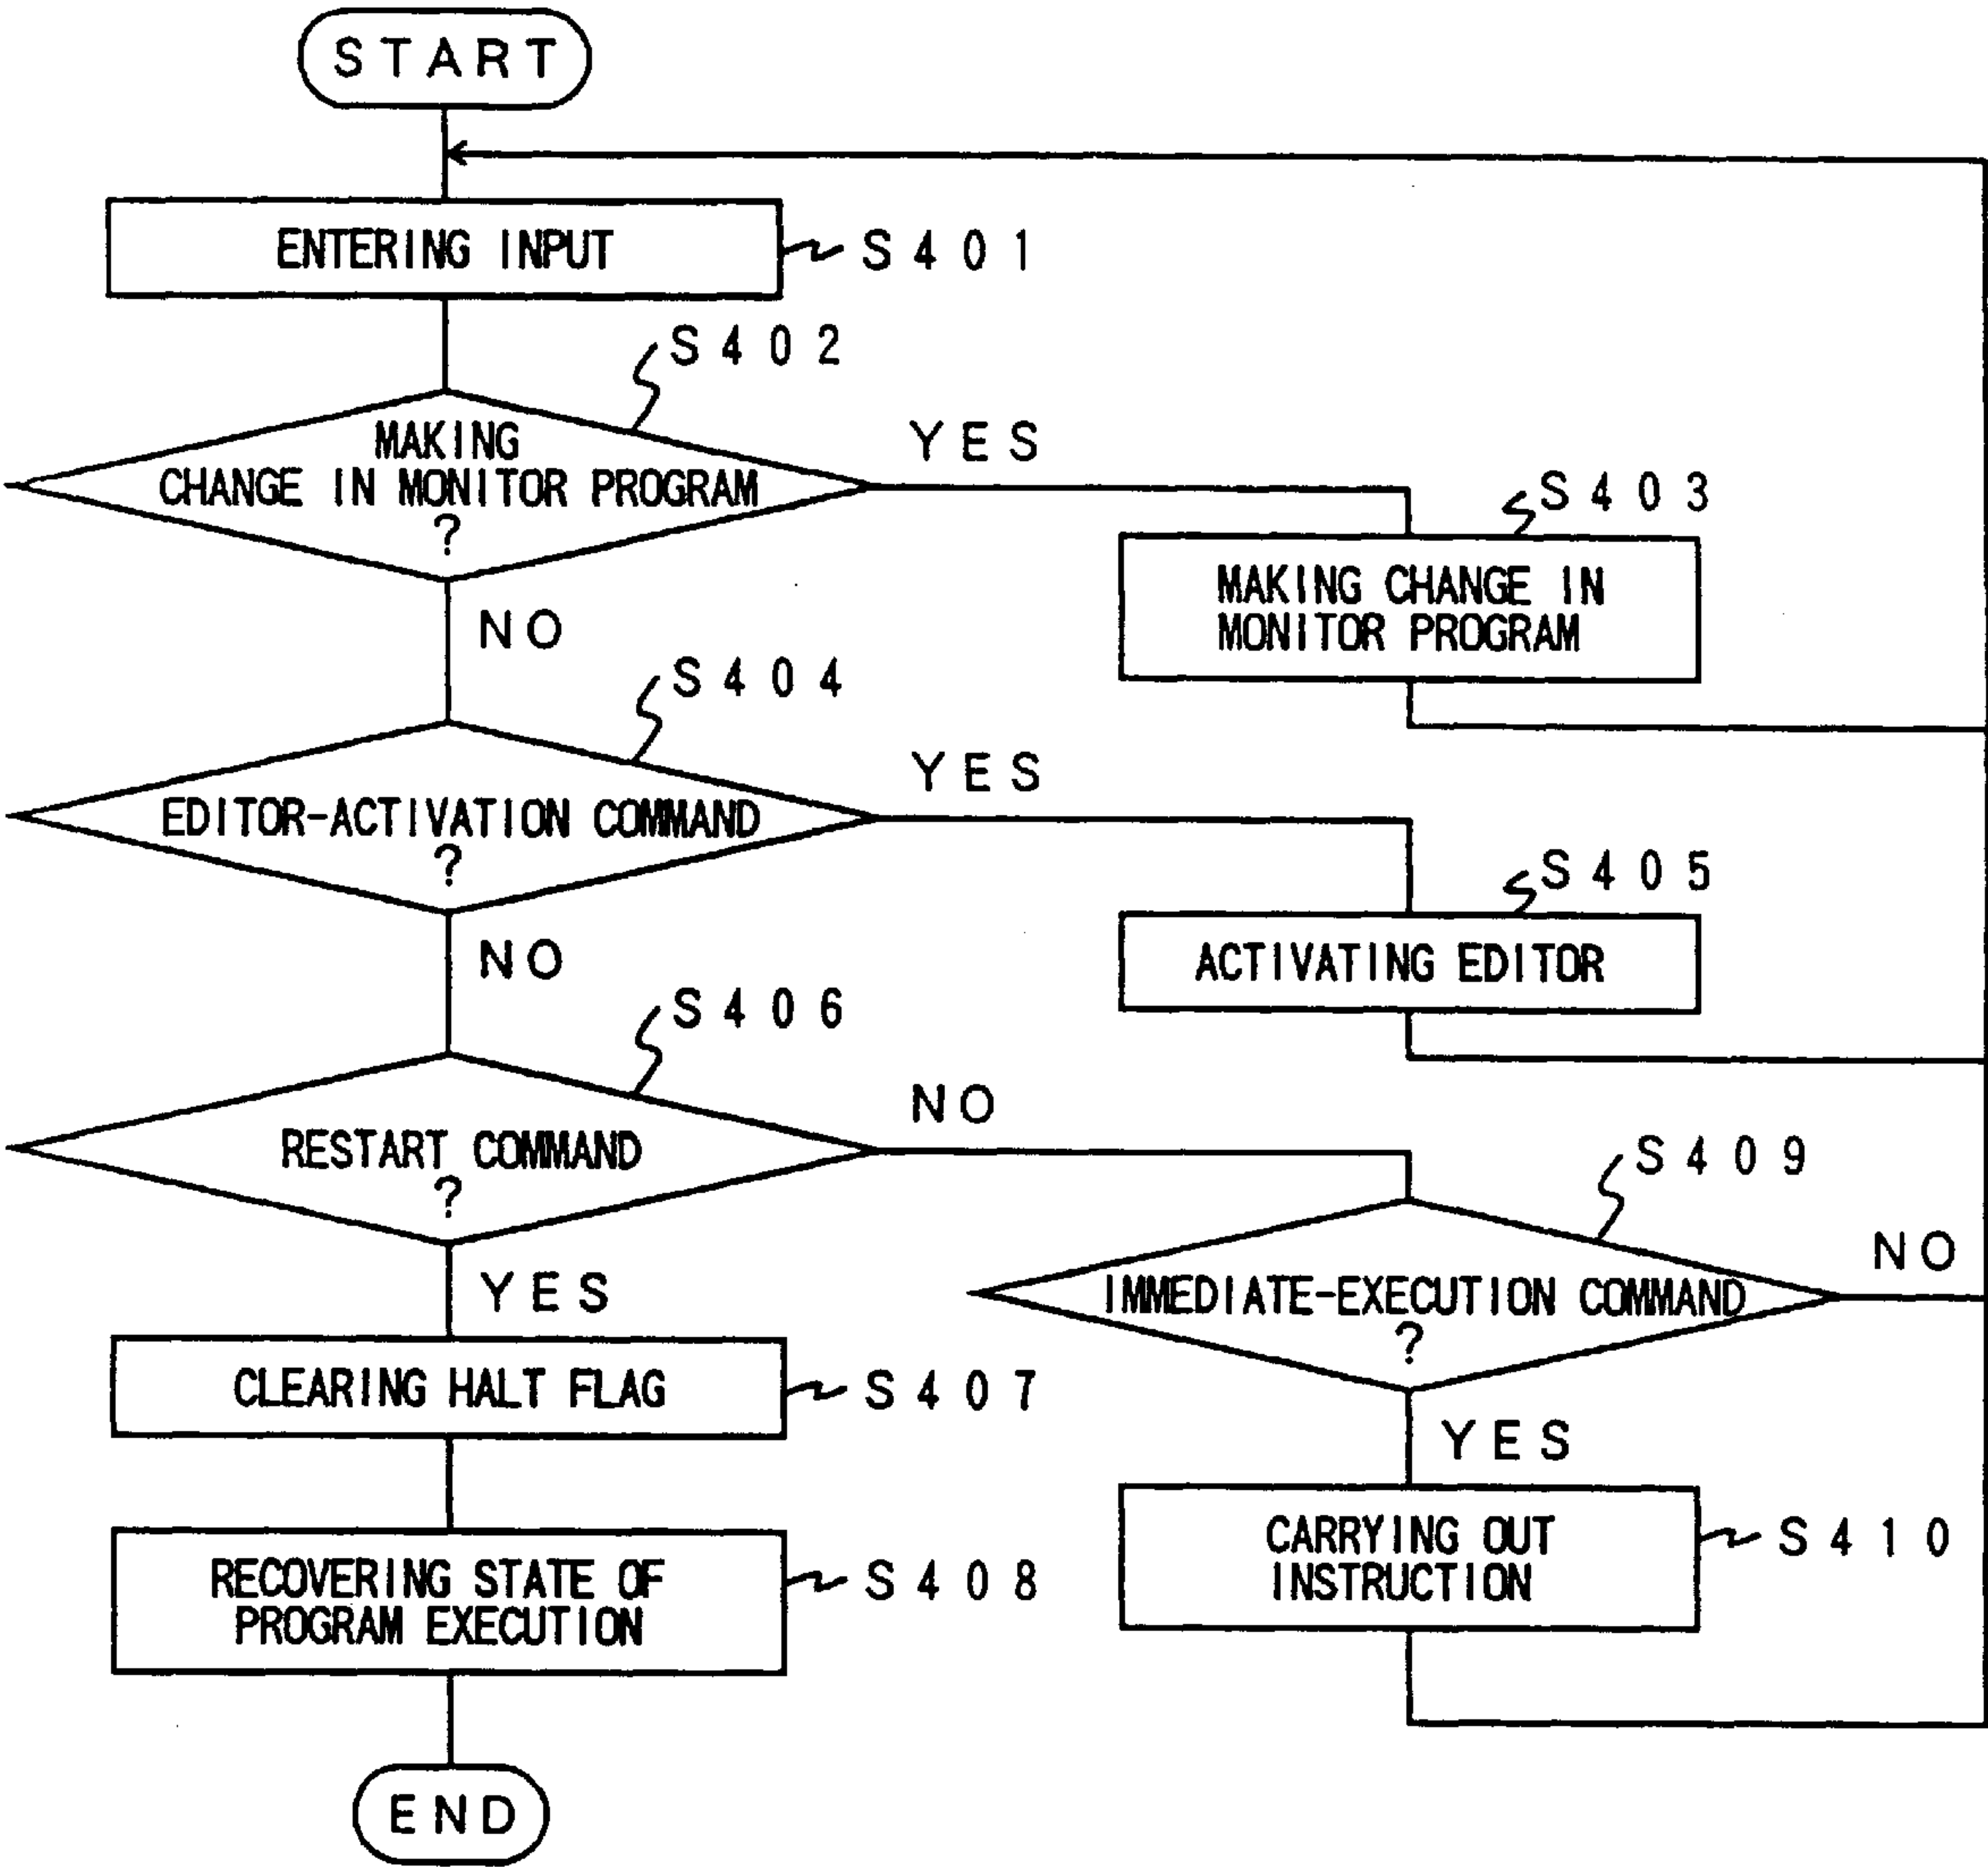 START
ENTERING INPUT
S401
S402
MAKING
CHANGE IN MONITOR PROGRAM
?
YES
NO
S403
MAKING CHANGE IN
MONITOR PROGRAM
S404
EDITOR-ACTIVATION COMMAND
?
YES
NO
S405
ACTIVATING EDITOR
S406
RESTART COMMAND
?
NO
YES
S409
IMMEDIATE-EXECUTION COMMAND
?
NO
YES
CLEARING HALT FLAG
S407
CARRYING OUT
INSTRUCTION
S410
RECOVERING STATE OF
PROGRAM EXECUTION
S408
END